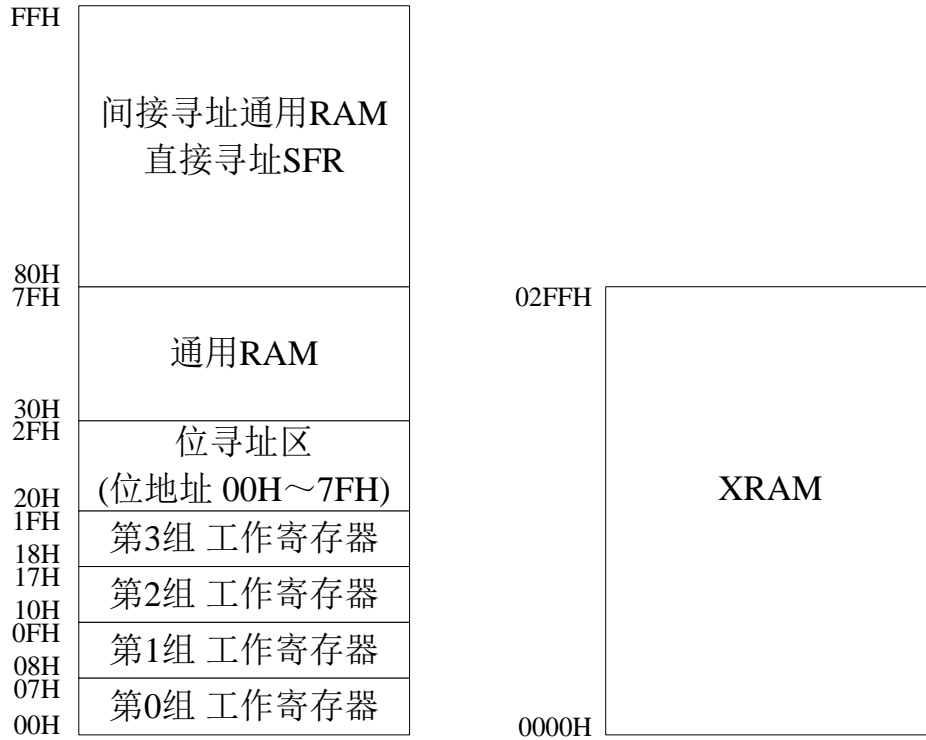 FFH
间接寻址通用RAM
直接寻址SFR
80H
7FH
通用RAM
30H
2FH
位寻址区
(位地址 00H～7FH)
20H
1FH
第3组 工作寄存器
18H
17H
第2组 工作寄存器
10H
0FH
第1组 工作寄存器
08H
07H
第0组 工作寄存器
00H
02FFH
XRAM
0000H